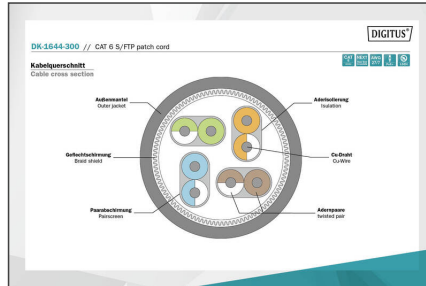 DIGITUS®
DK-1644-300 // CAT 6 S/FTP patch cord
Kabelquerschnitt
Cable cross section
Außenmantel
Outer jacket
Aderisolierung
Isolation
Geflechtschirmung
Braid shield
Cu-Draht
Cu-Wire
Paarabschirmung
Pairscreen
Adernpaare
twisted pair